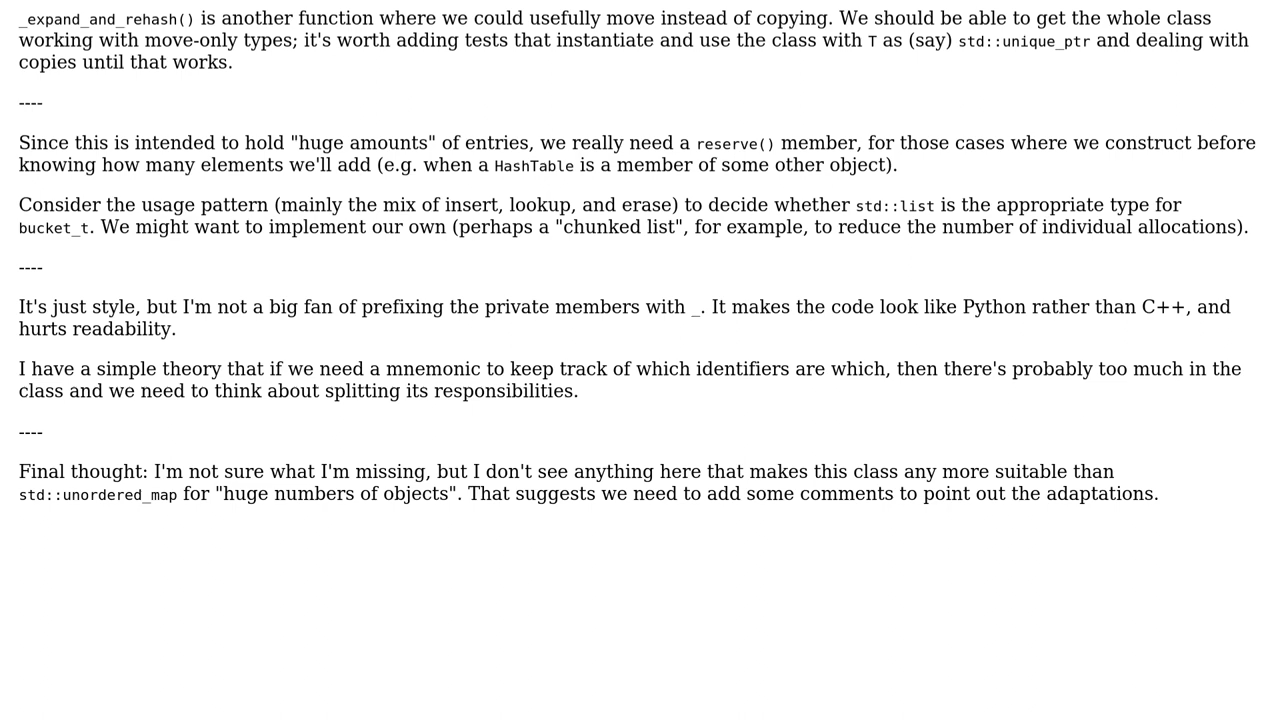 _expand_and_rehash() is another function where we could usefully move instead of copying. We should be able to get the whole class
working with move-only types; it's worth adding tests that instantiate and use the class with T as (say) std::unique_ptr and dealing with
copies until that works.
----
Since this is intended to hold "huge amounts" of entries, we really need a reserve() member, for those cases where we construct before
knowing how many elements we'll add (e.g. when a HashTable is a member of some other object).
Consider the usage pattern (mainly the mix of insert, lookup, and erase) to decide whether std::list is the appropriate type for
bucket_t. We might want to implement our own (perhaps a "chunked list", for example, to reduce the number of individual allocations).
----
It's just style, but I'm not a big fan of prefixing the private members with _. It makes the code look like Python rather than C++, and
hurts readability.
I have a simple theory that if we need a mnemonic to keep track of which identifiers are which, then there's probably too much in the
class and we need to think about splitting its responsibilities.
----
Final thought: I'm not sure what I'm missing, but I don't see anything here that makes this class any more suitable than
std::unordered_map for "huge numbers of objects". That suggests we need to add some comments to point out the adaptations.